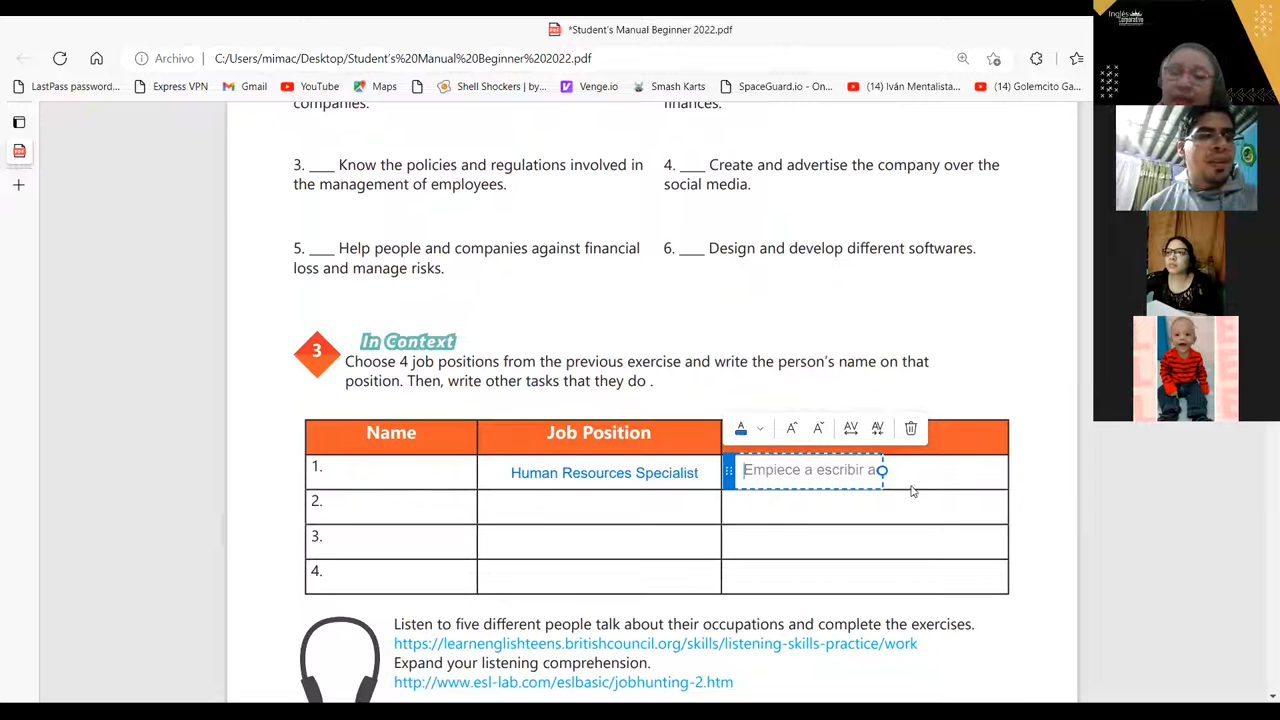 *Student's Manual Beginner 2022.pdf
Archivo C:/Users/mimac/Desktop/Student's%20Manual%20Beginner%202022.pdf
LastPass password... Express VPN Gmail YouTube Maps Shell Shockers | by... Venge.io Smash Karts SpaceGuard.io - On... (14) Iván Mentalista... (14) Golemcito Ga...
Inglés
Corporativo
companies.
finances.
3. ___ Know the policies and regulations involved in
the management of employees.
4. ___ Create and advertise the company over the
social media.
5. ___ Help people and companies against financial
loss and manage risks.
6. ___ Design and develop different softwares.
3
In Context
Choose 4 job positions from the previous exercise and write the person's name on that
position. Then, write other tasks that they do .
Name Job Position
1. Human Resources Specialist Empiece a escribir a
2.
3.
4.
Listen to five different people talk about their occupations and complete the exercises.
https://learnenglishteens.britishcouncil.org/skills/listening-skills-practice/work
Expand your listening comprehension.
http://www.esl-lab.com/eslbasic/jobhunting-2.htm